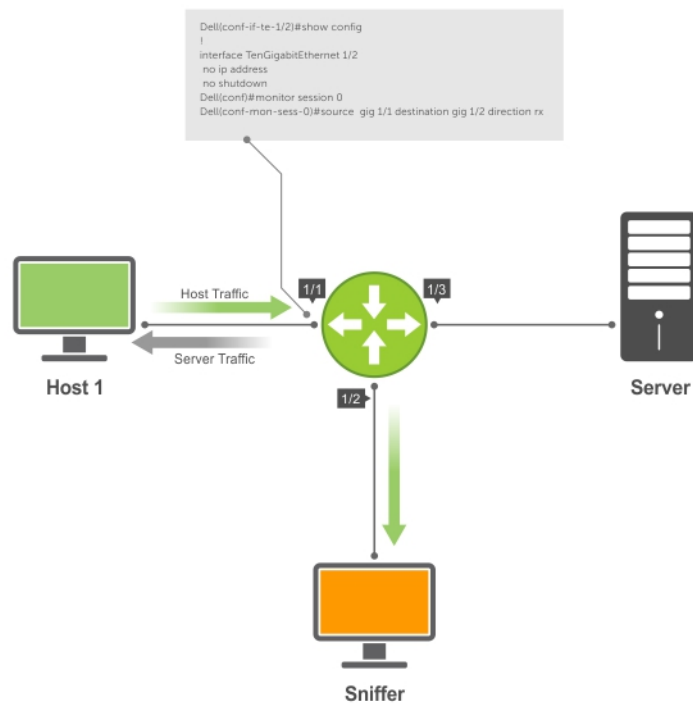 Dell(conf-if-te-1/2)#show config
!
interface TenGigabitEthernet 1/2
no ip address
no shutdown
Dell(conf)#monitor session 0
Dell(conf-mon-sess-0)#source gig 1/1 destination gig 1/2 direction rx
Host Traffic
1/1
1/3
Server Traffic
Host 1
Server
1/2
Sniffer